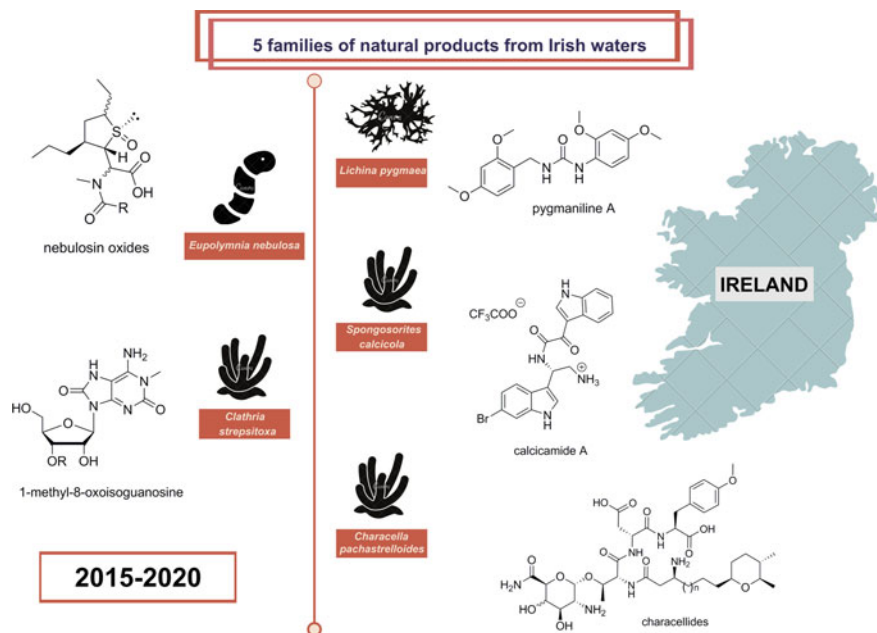 5 families of natural products from Irish waters
nebulosin oxides
Eupolymnia nebulosa
Lichina pygmaea
pygmaniline A
IRELAND
Spongosorites
calcicola
CF₃COO⊖
calcicamide A
Clathria
strepsitoxa
1-methyl-8-oxoisoguanosine
Characella
pachastrelloides
characellides
2015-2020